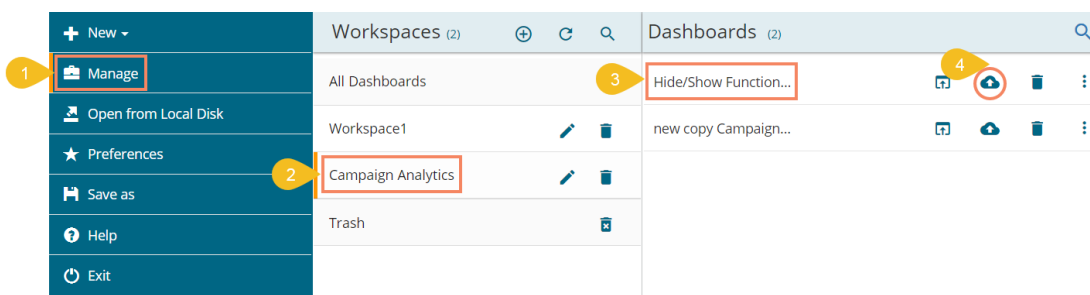 New
1 Manage
Open from Local Disk
Preferences
Save as
Help
Exit
Workspaces (2)
All Dashboards
Workspace1
2 Campaign Analytics
Trash
Dashboards (2)
3 Hide/Show Function...
4
new copy Campaign...